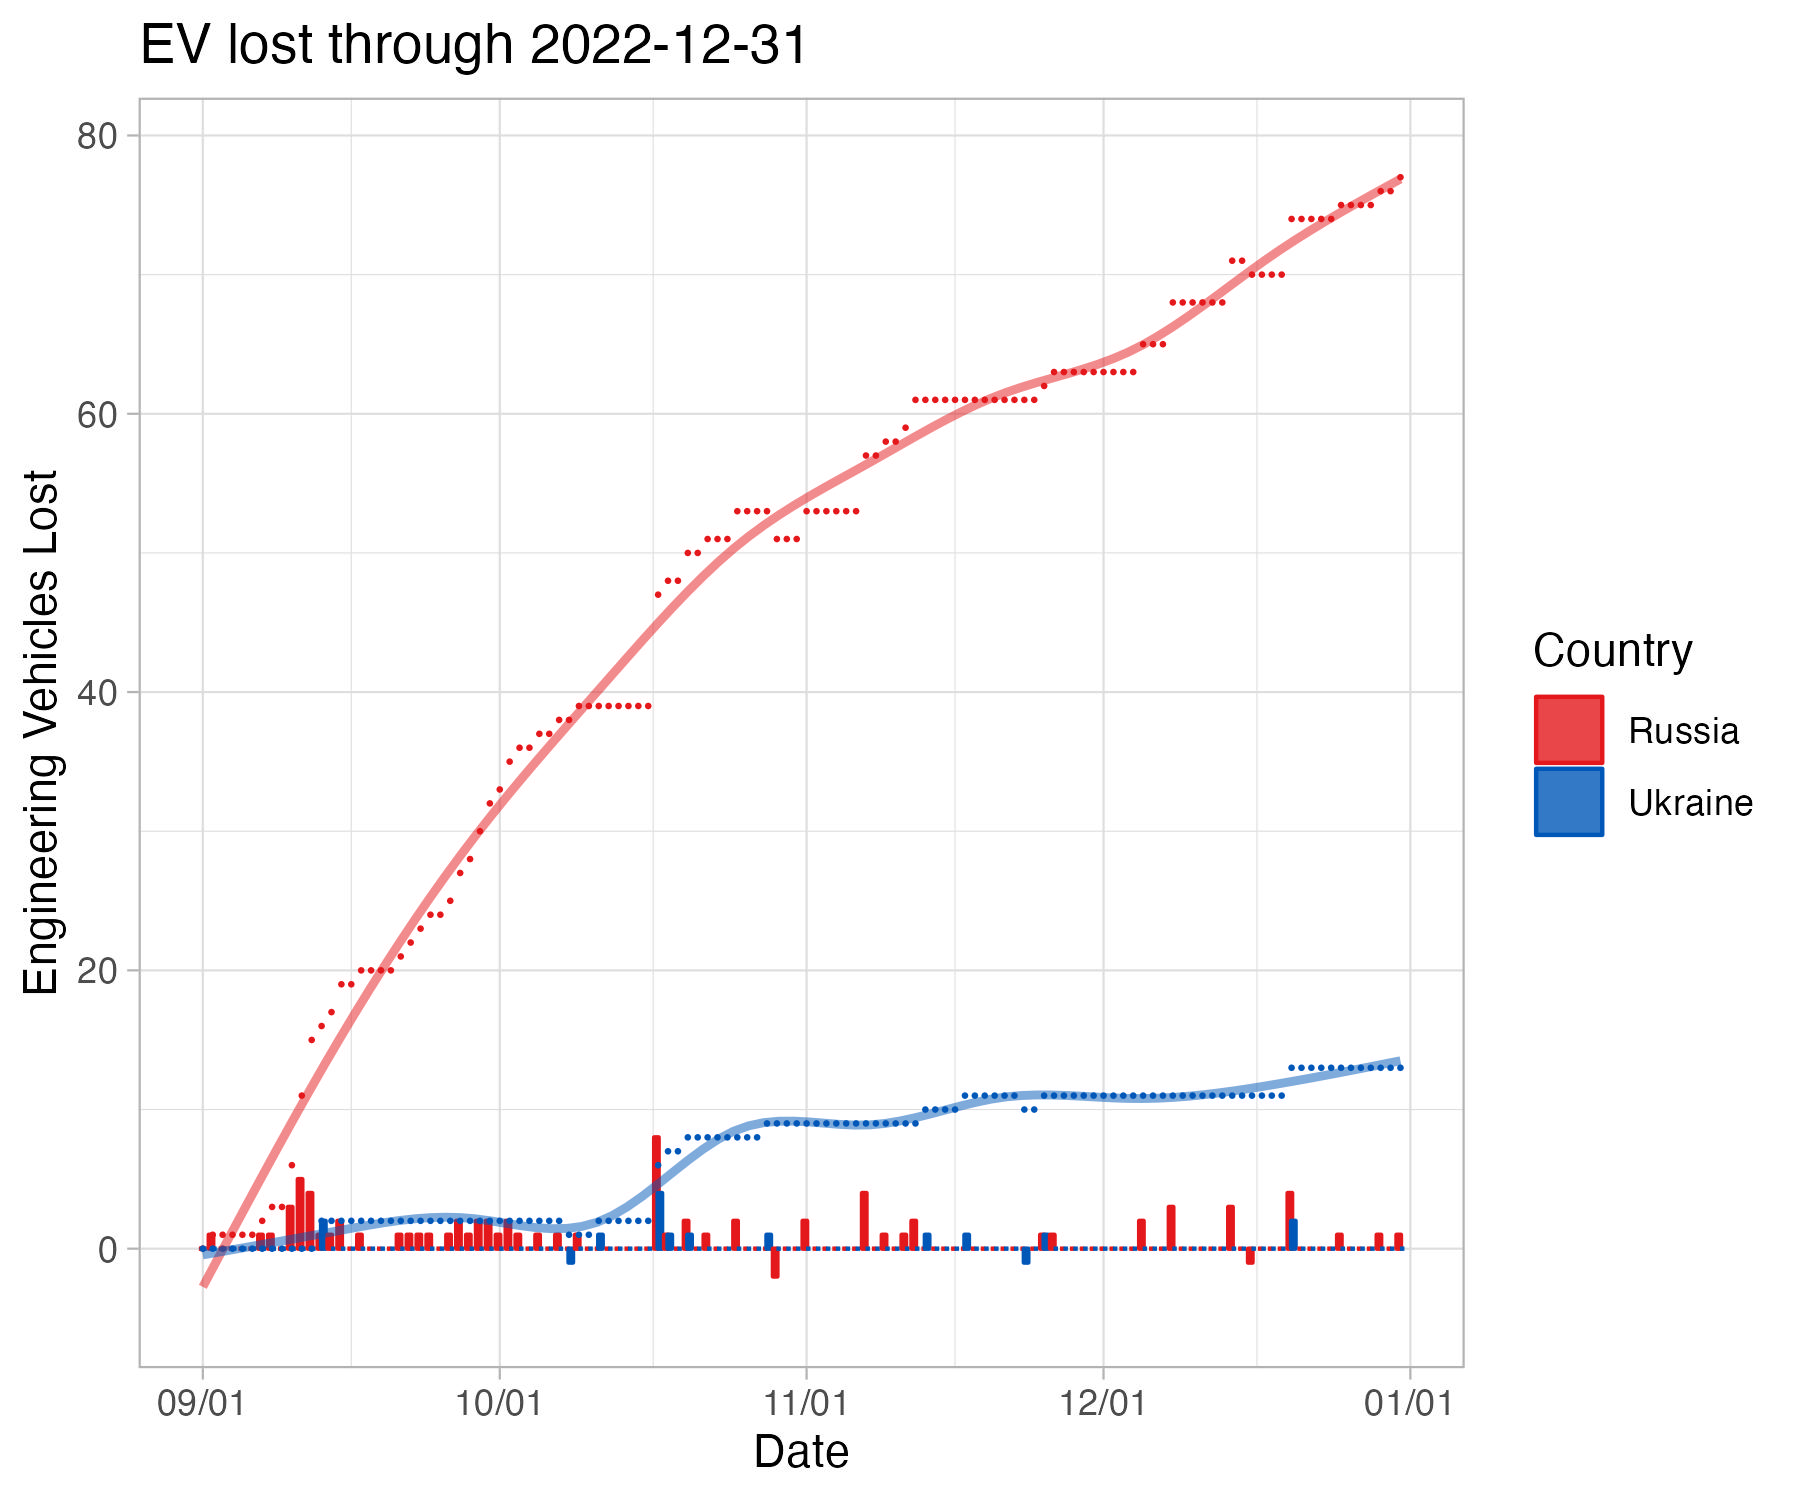 EV lost through 2022-12-31
80
60
40
20
0
Engineering Vehicles Lost
09/01
10/01
11/01
12/01
01/01
Date
Country
Russia
Ukraine